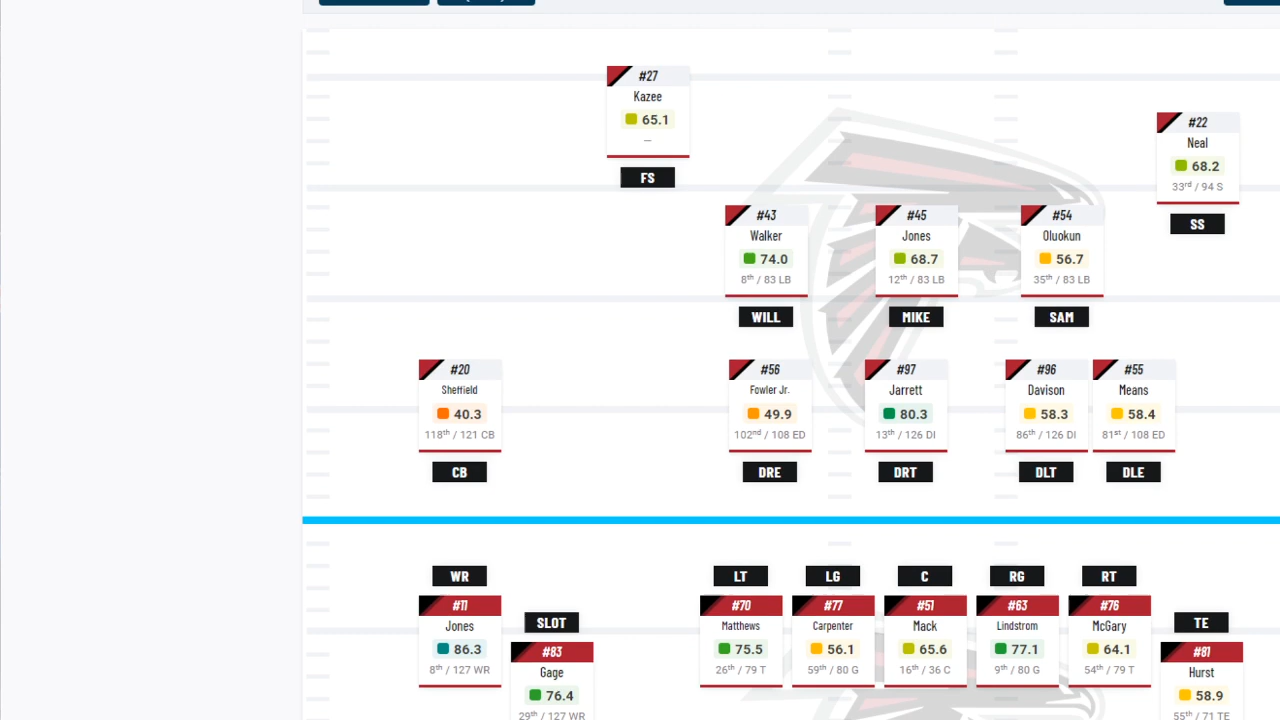 #27
Kazee
65.1
–
FS
#22
Neal
68.2
33rd / 94 S
SS
#43
Walker
74.0
8th / 83 LB
WILL
#45
Jones
68.7
12th / 83 LB
MIKE
#54
Oluokun
56.7
35th / 83 LB
SAM
#20
Sheffield
40.3
118th / 121 CB
CB
#56
Fowler Jr.
49.9
102nd / 108 ED
DRE
#97
Jarrett
80.3
13th / 126 DI
DRT
#96
Davison
58.3
86th / 126 DI
DLT
#55
Means
58.4
81st / 108 ED
DLE
WR
#11
Jones
86.3
8th / 127 WR
SLOT
#83
Gage
76.4
29th / 127 WR
LT
#70
Matthews
75.5
26th / 79 T
LG
#77
Carpenter
56.1
59th / 80 G
C
#51
Mack
65.6
16th / 36 C
RG
#63
Lindstrom
77.1
9th / 80 G
RT
#76
McGary
64.1
54th / 79 T
TE
#81
Hurst
58.9
55th / 71 TE